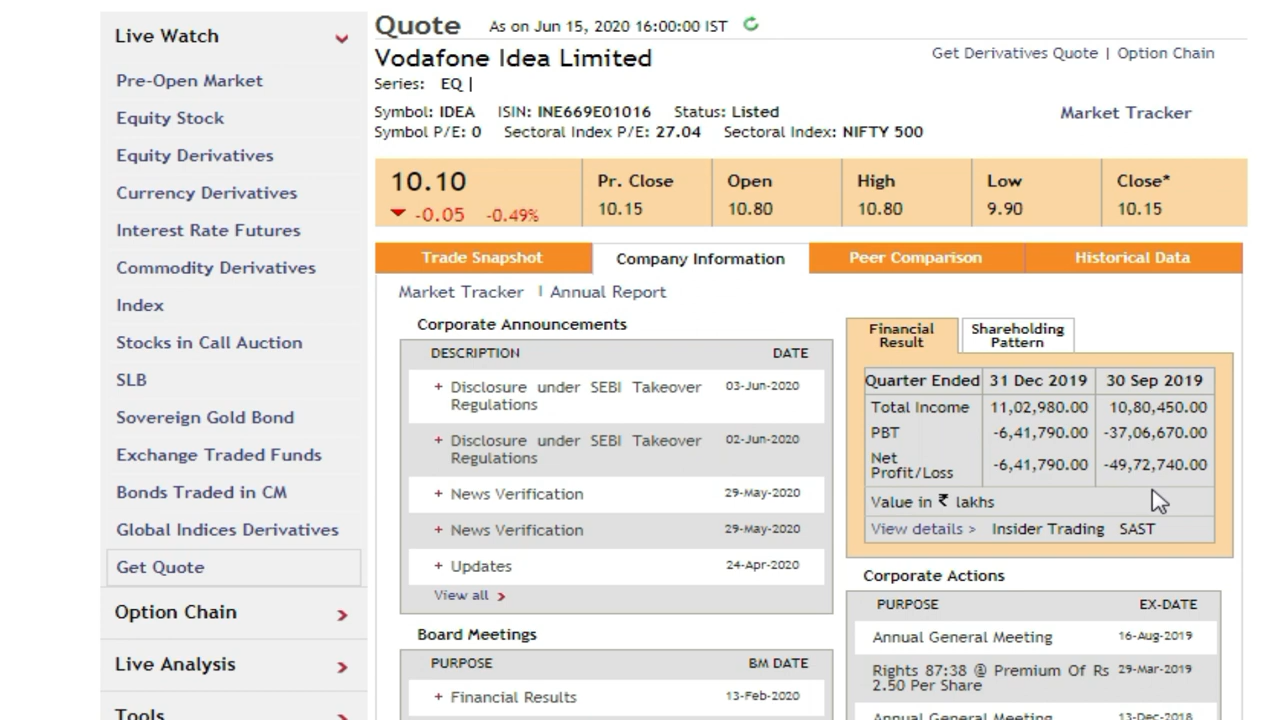 Live Watch
Pre-Open Market
Equity Stock
Equity Derivatives
Currency Derivatives
Interest Rate Futures
Commodity Derivatives
Index
Stocks in Call Auction
SLB
Sovereign Gold Bond
Exchange Traded Funds
Bonds Traded in CM
Global Indices Derivatives
Get Quote
Option Chain
Live Analysis
Tools
Quote As on Jun 15, 2020 16:00:00 IST
Vodafone Idea Limited
Get Derivatives Quote | Option Chain
Series: EQ |
Symbol: IDEA ISIN: INE669E01016 Status: Listed
Market Tracker
Symbol P/E: 0 Sectoral Index P/E: 27.04 Sectoral Index: NIFTY 500
10.10 Pr. Close Open High Low Close*
-0.05 -0.49% 10.15 10.80 10.80 9.90 10.15
Trade Snapshot Company Information Peer Comparison Historical Data
Market Tracker | Annual Report
Corporate Announcements
DESCRIPTION DATE
+ Disclosure under SEBI Takeover 03-Jun-2020
Regulations
+ Disclosure under SEBI Takeover 02-Jun-2020
Regulations
+ News Verification 29-May-2020
+ News Verification 29-May-2020
+ Updates 24-Apr-2020
View all >
Board Meetings
PURPOSE BM DATE
+ Financial Results 13-Feb-2020
Financial
Result
Shareholding
Pattern
Quarter Ended 31 Dec 2019 30 Sep 2019
Total Income 11,02,980.00 10,80,450.00
PBT -6,41,790.00 -37,06,670.00
Net
Profit/Loss -6,41,790.00 -49,72,740.00
Value in ₹ lakhs
View details > Insider Trading SAST
Corporate Actions
PURPOSE EX-DATE
Annual General Meeting 16-Aug-2019
Rights 87:38 @ Premium Of Rs 29-Mar-2019
2.50 Per Share
Annual General Meeting 13-Dec-2018